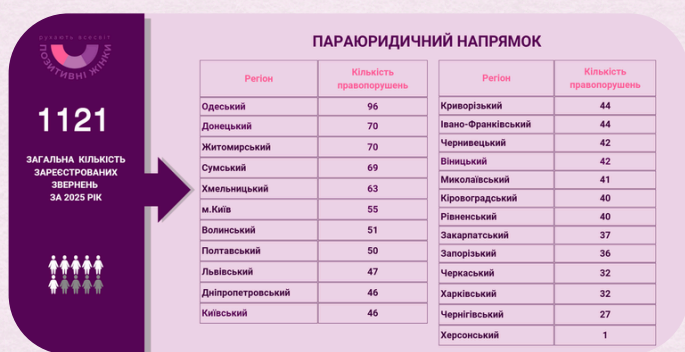 рухають всесвіт
ПОЗИТИВНІ ЖІНКИ
1121
ЗАГАЛЬНА КІЛЬКІСТЬ
ЗАРЕЄСТРОВАНИХ
ЗВЕРНЕНЬ
ЗА 2025 РІК
ПАРАЮРИДИЧНИЙ НАПРЯМОК
Регіон Кількість
правопорушень
Одеський 96
Донецький 70
Житомирський 70
Сумський 69
Хмельницький 63
м.Київ 55
Волинський 51
Полтавський 50
Львівський 47
Дніпропетровський 46
Київський 46
Регіон Кількість
правопорушень
Криворізький 44
Івано-Франківський 44
Чернивецький 42
Віницький 42
Миколаївський 41
Кіровоградський 40
Рівненський 40
Закарпатський 37
Запорізький 36
Черкаський 32
Харківський 32
Чернігівський 27
Херсонський 1